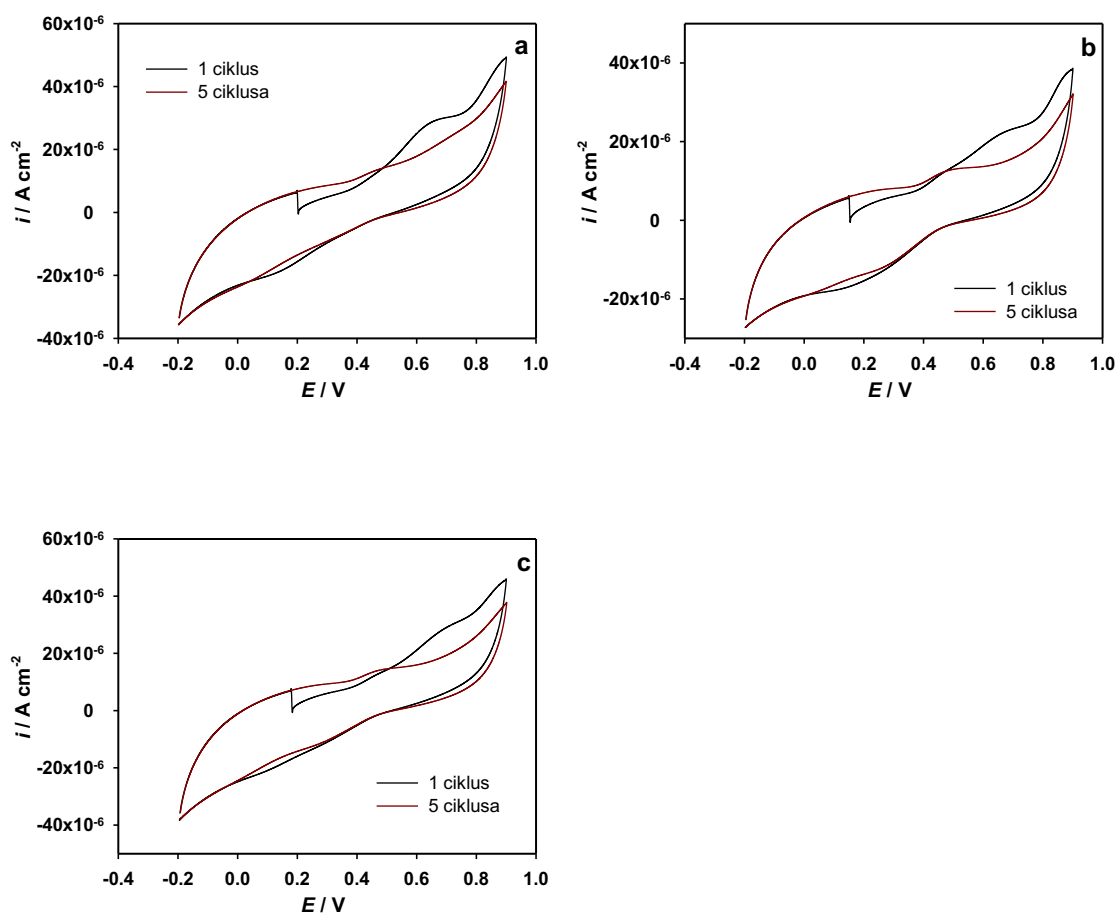 a
60x10⁻⁶
40x10⁻⁶
20x10⁻⁶
0
-20x10⁻⁶
-40x10⁻⁶
i / A cm⁻²
1 ciklus
5 ciklusa
-0.4 -0.2 0.0 0.2 0.4 0.6 0.8 1.0
E / V
b
40x10⁻⁶
20x10⁻⁶
0
-20x10⁻⁶
i / A cm⁻²
1 ciklus
5 ciklusa
-0.4 -0.2 0.0 0.2 0.4 0.6 0.8 1.0
E / V
c
60x10⁻⁶
40x10⁻⁶
20x10⁻⁶
0
-20x10⁻⁶
-40x10⁻⁶
i / A cm⁻²
1 ciklus
5 ciklusa
-0.4 -0.2 0.0 0.2 0.4 0.6 0.8 1.0
E / V